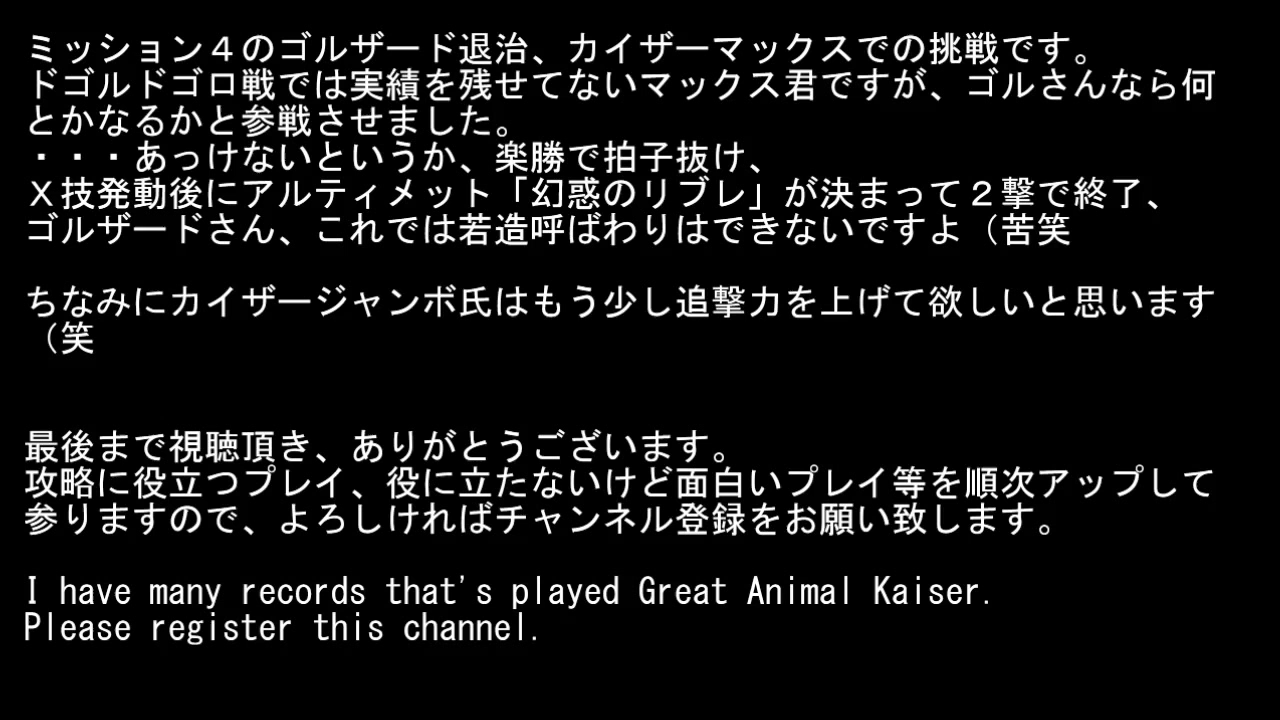 ミッション４のゴルザード退治、カイザーマックスでの挑戦です。
ドゴルドゴロ戦では実績を残せてないマックス君ですが、ゴルさんなら何
とかなるかと参戦させました。
・・・あっけないというか、楽勝で拍子抜け、
Ｘ技発動後にアルティメット「幻惑のリブレ」が決まって２撃で終了、
ゴルザードさん、これでは若造呼ばわりはできないですよ（苦笑
ちなみにカイザージャンボ氏はもう少し追撃力を上げて欲しいと思います
（笑
最後まで視聴頂き、ありがとうございます。
攻略に役立つプレイ、役に立たないけど面白いプレイ等を順次アップして
参りますので、よろしければチャンネル登録をお願い致します。
I have many records that's played Great Animal Kaiser.
Please register this channel.